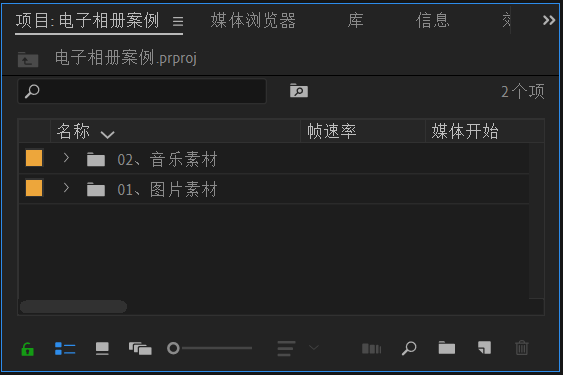 项目: 电子相册案例 媒体浏览器 库 信息
电子相册案例.prproj
2个项
名称 帧速率 媒体开始
02、音乐素材
01、图片素材